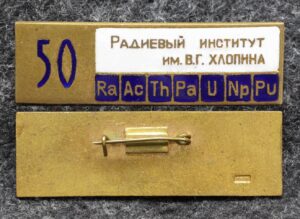 50
РАДИЕВЫЙ ИНСТИТУТ
ИМ. В.Г. ХЛОПИНА
Ra Ac Th Pa U Np Pu